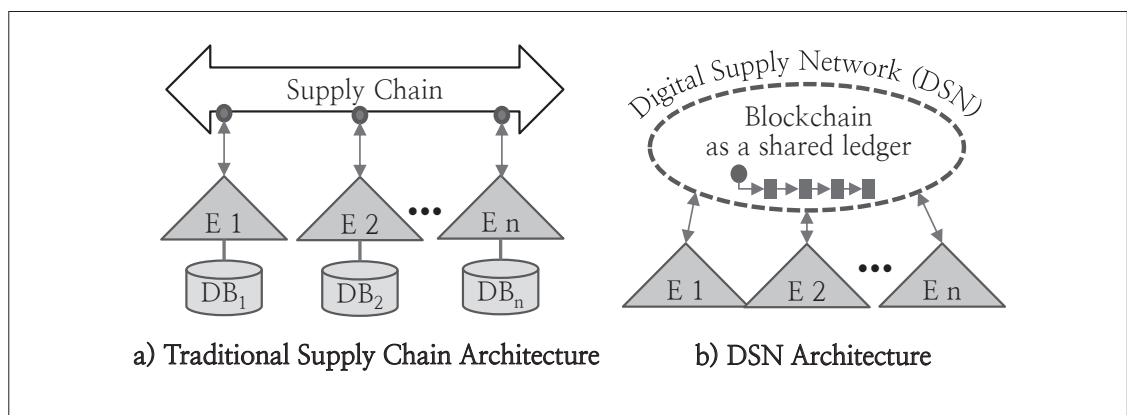 Supply Chain
E 1
E 2
•••
E n
DB1
DB2
DBn
a) Traditional Supply Chain Architecture
Digital Supply Network (DSN)
Blockchain
as a shared ledger
E 1
E 2
•••
E n
b) DSN Architecture